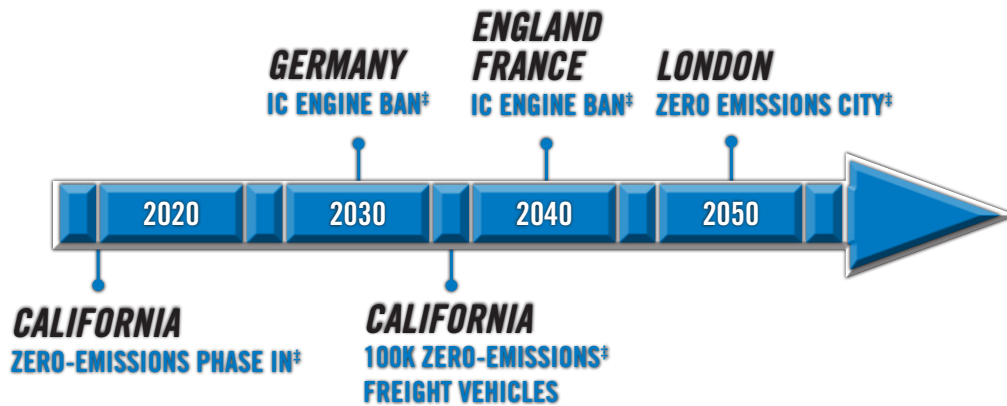 GERMANY
IC ENGINE BAN‡
ENGLAND
FRANCE
IC ENGINE BAN‡
LONDON
ZERO EMISSIONS CITY‡
2020
2030
2040
2050
CALIFORNIA
ZERO-EMISSIONS PHASE IN‡
CALIFORNIA
100K ZERO-EMISSIONS‡
FREIGHT VEHICLES